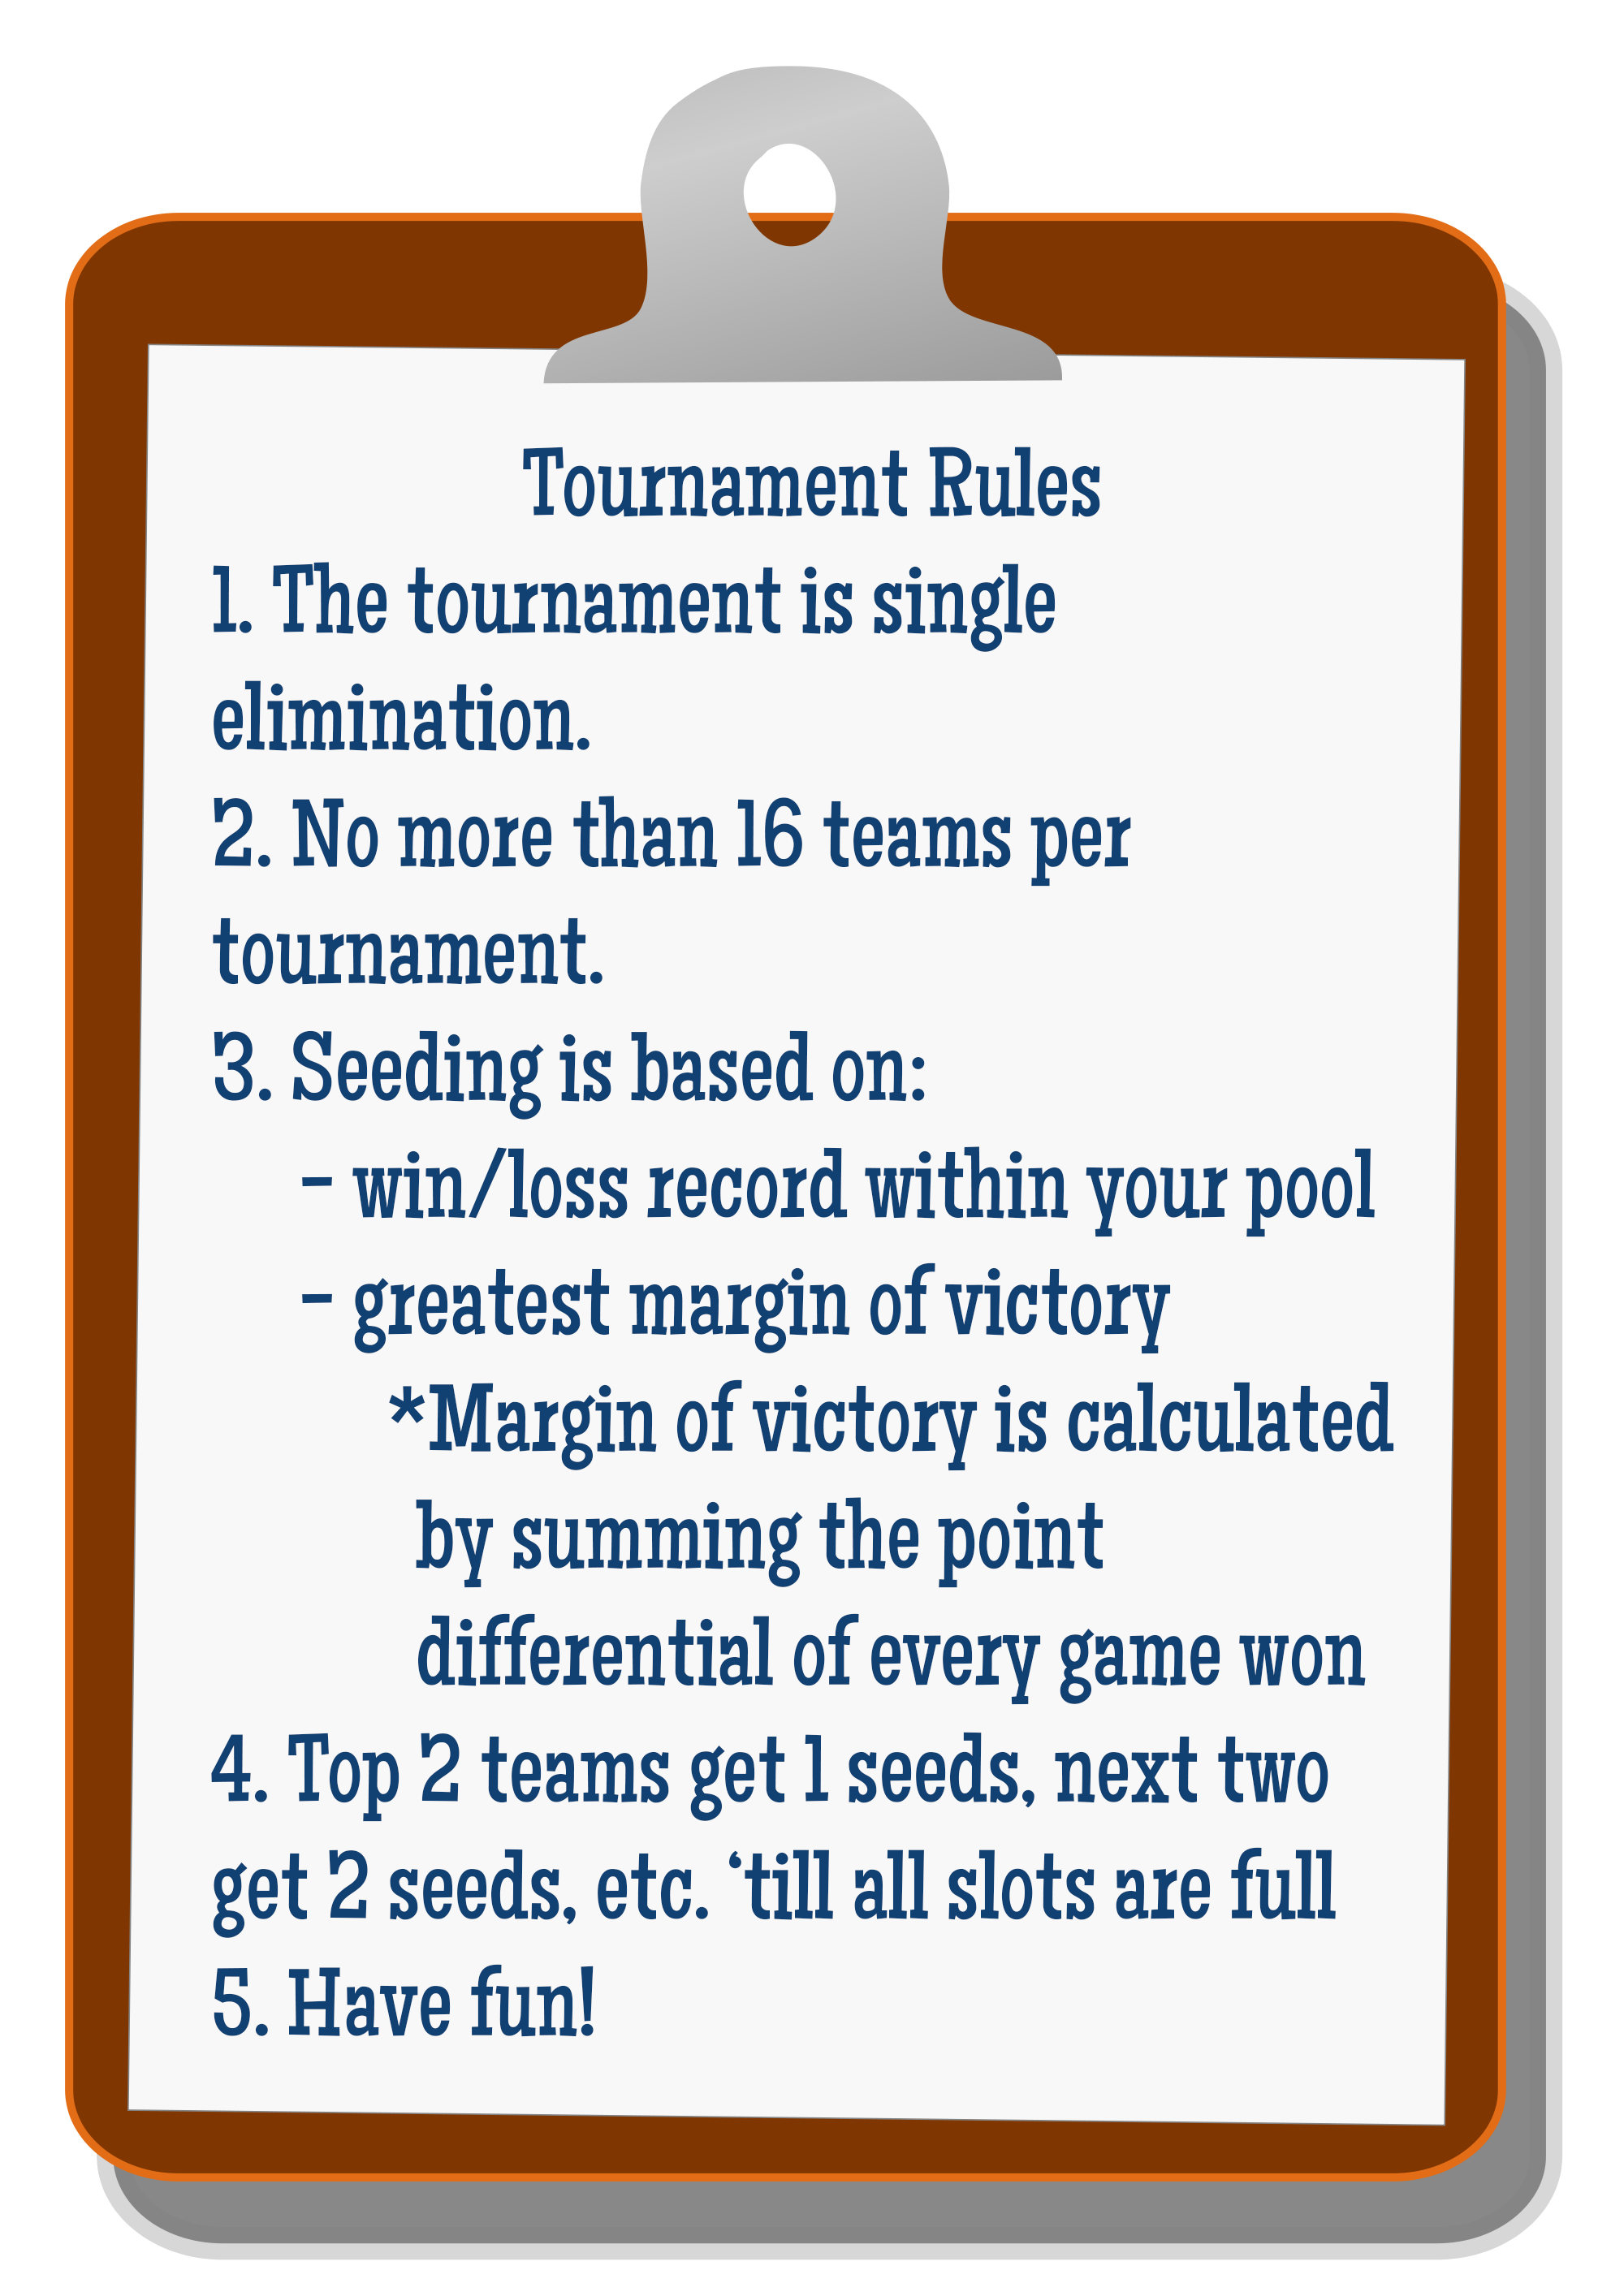 Tournament Rules
1. The tournament is single
elimination.
2. No more than 16 teams per
tournament.
3. Seeding is based on:
- win/loss record within your pool
- greatest margin of victory
*Margin of victory is calculated
by summing the point
differential of every game won
4. Top 2 teams get 1 seeds, next two
get 2 seeds, etc. ‘till all slots are full
5. Have fun!